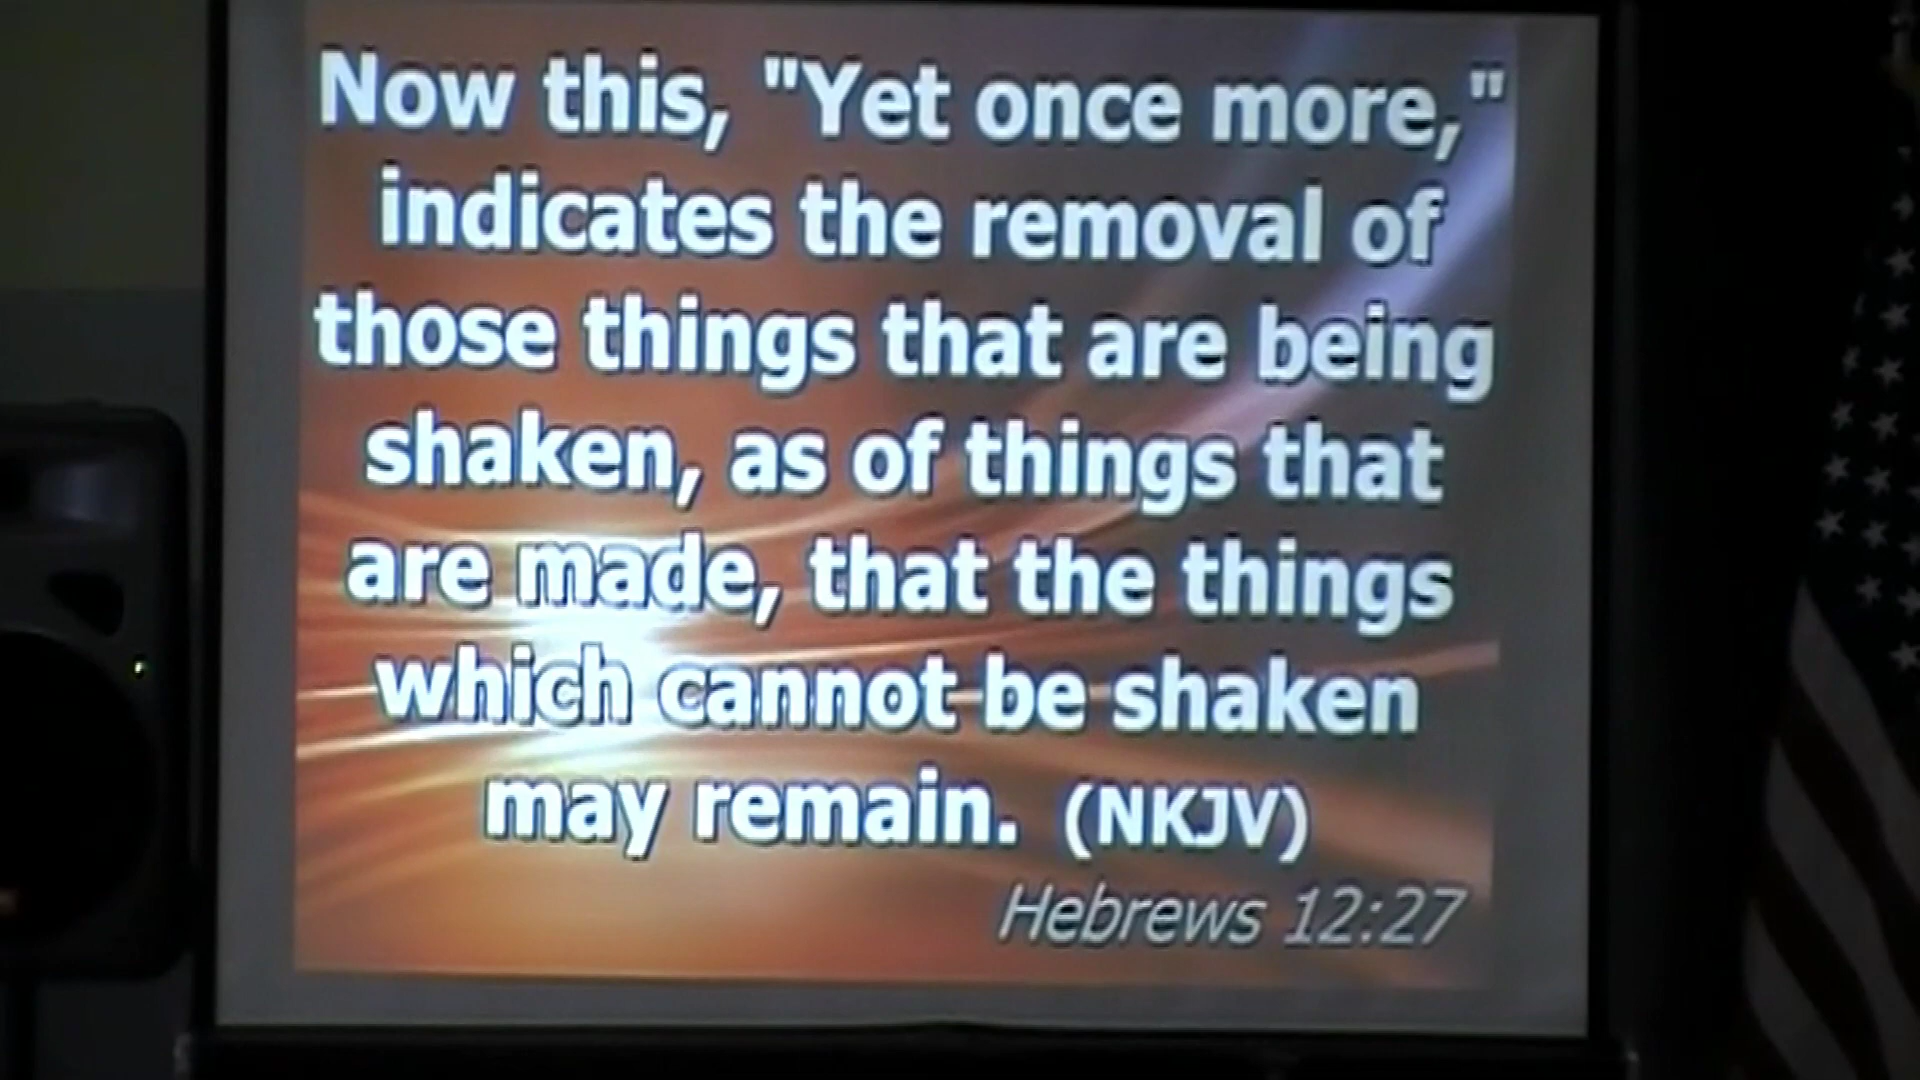 Now this, "Yet once more,"
indicates the removal of
those things that are being
shaken, as of things that
are made, that the things
which cannot be shaken
may remain. (NKJV)
Hebrews 12:27